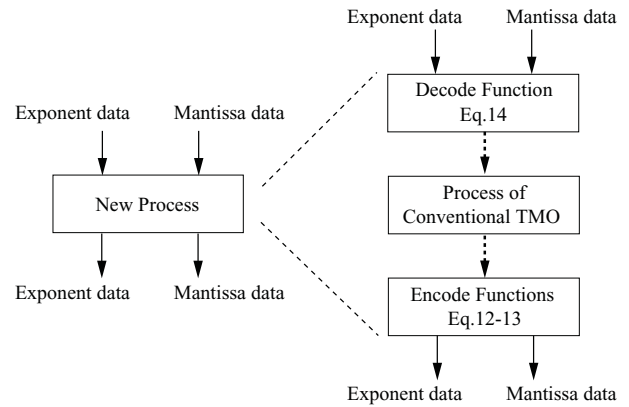 Exponent data Mantissa data
New Process
Exponent data Mantissa data
Exponent data Mantissa data
Decode Function
Eq.14
Process of
Conventional TMO
Encode Functions
Eq.12-13
Exponent data Mantissa data